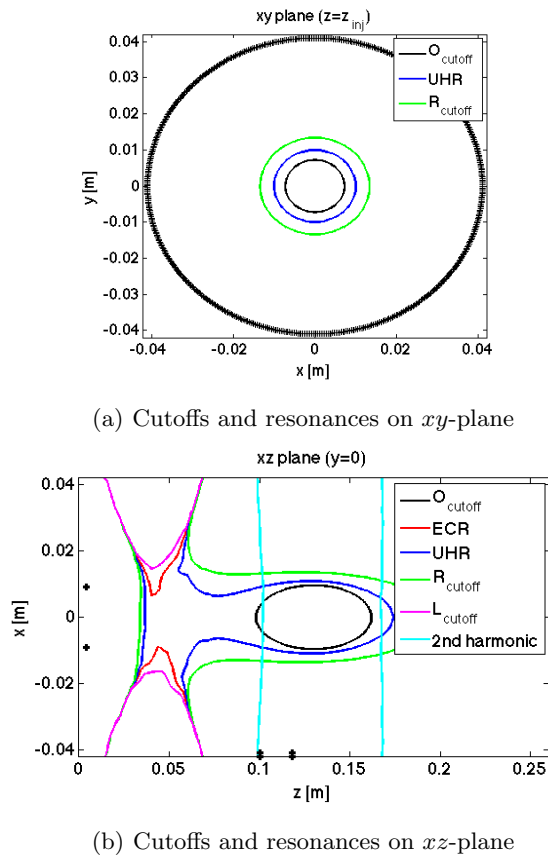 xy plane (z=z_inj)
O_cutoff
UHR
R_cutoff
0.04
0.03
0.02
0.01
0
-0.01
-0.02
-0.03
-0.04
y [m]
-0.04 -0.02 0 0.02 0.04
x [m]
(a) Cutoffs and resonances on xy-plane
xz plane (y=0)
O_cutoff
ECR
UHR
R_cutoff
L_cutoff
2nd harmonic
0.04
0.02
0
-0.02
-0.04
x [m]
0 0.05 0.1 0.15 0.2 0.25
z [m]
(b) Cutoffs and resonances on xz-plane